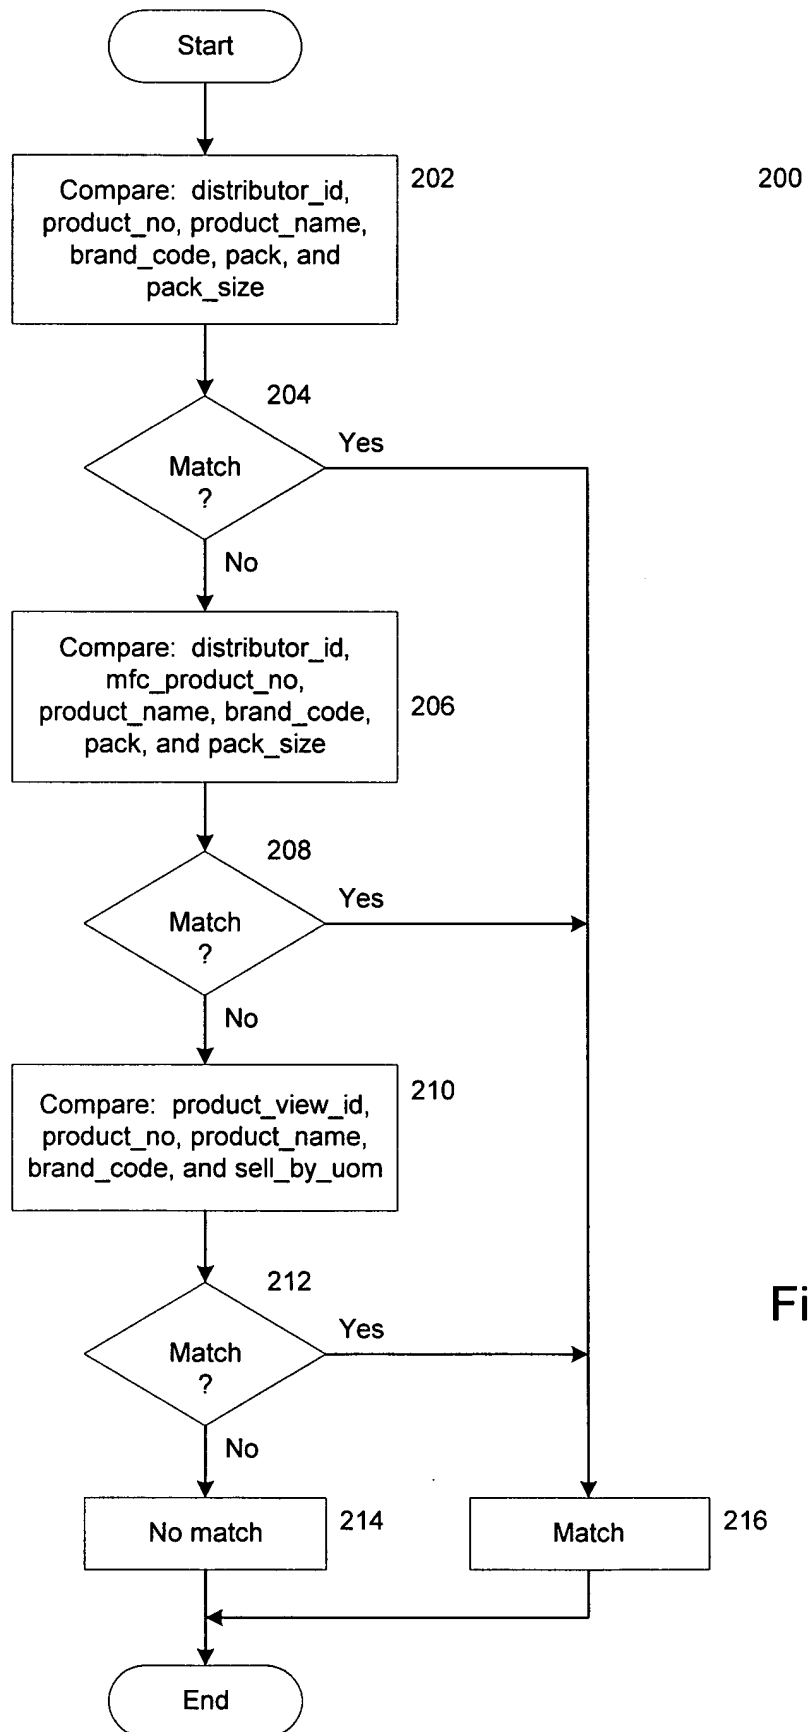 Start
Compare: distributor_id,
product_no, product_name,
brand_code, pack, and
pack_size
202
200
204
Match
?
Yes
No
Compare: distributor_id,
mfc_product_no,
product_name, brand_code,
pack, and pack_size
206
208
Match
?
Yes
No
Compare: product_view_id,
product_no, product_name,
brand_code, and sell_by_uom
210
212
Match
?
Yes
Fi
No
No match
214
Match
216
End